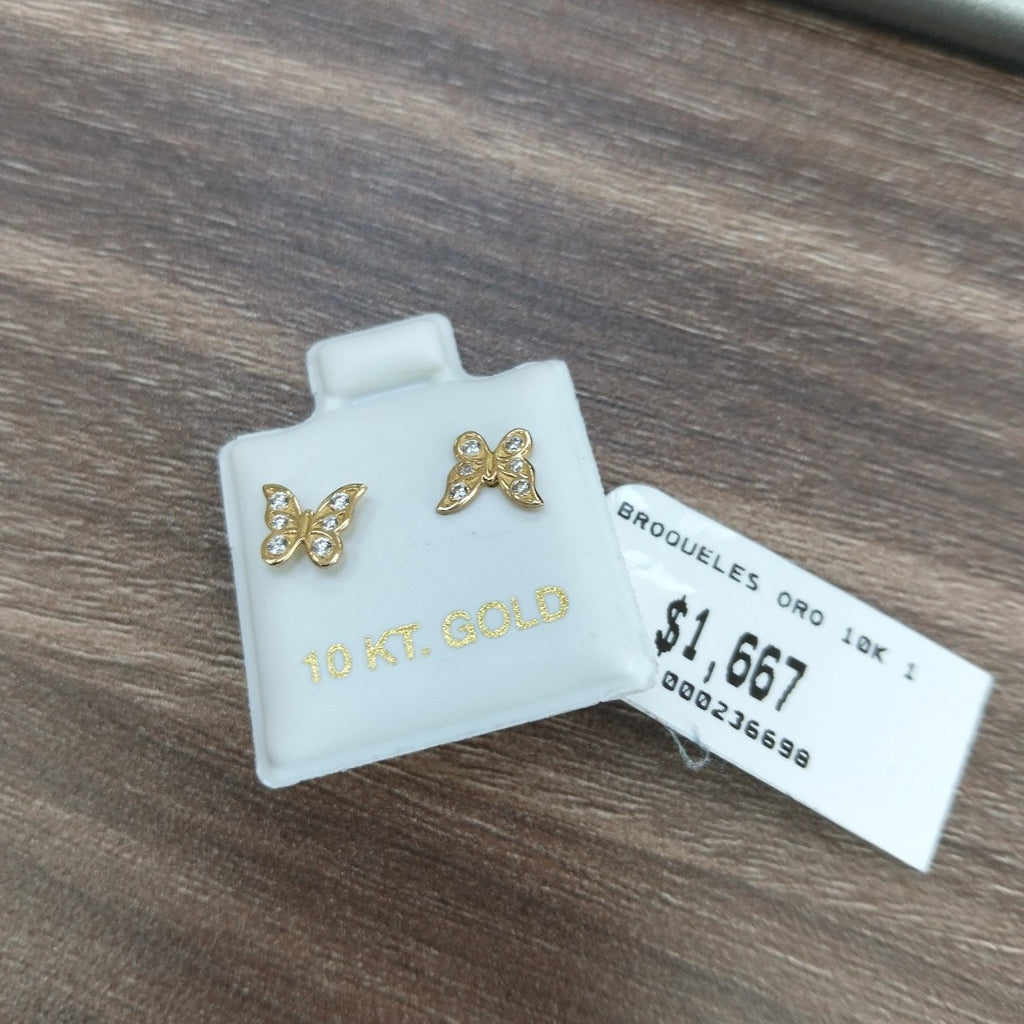 10 KT. GOLD
BROQUELES ORO 10K 1
$1,667
000236698